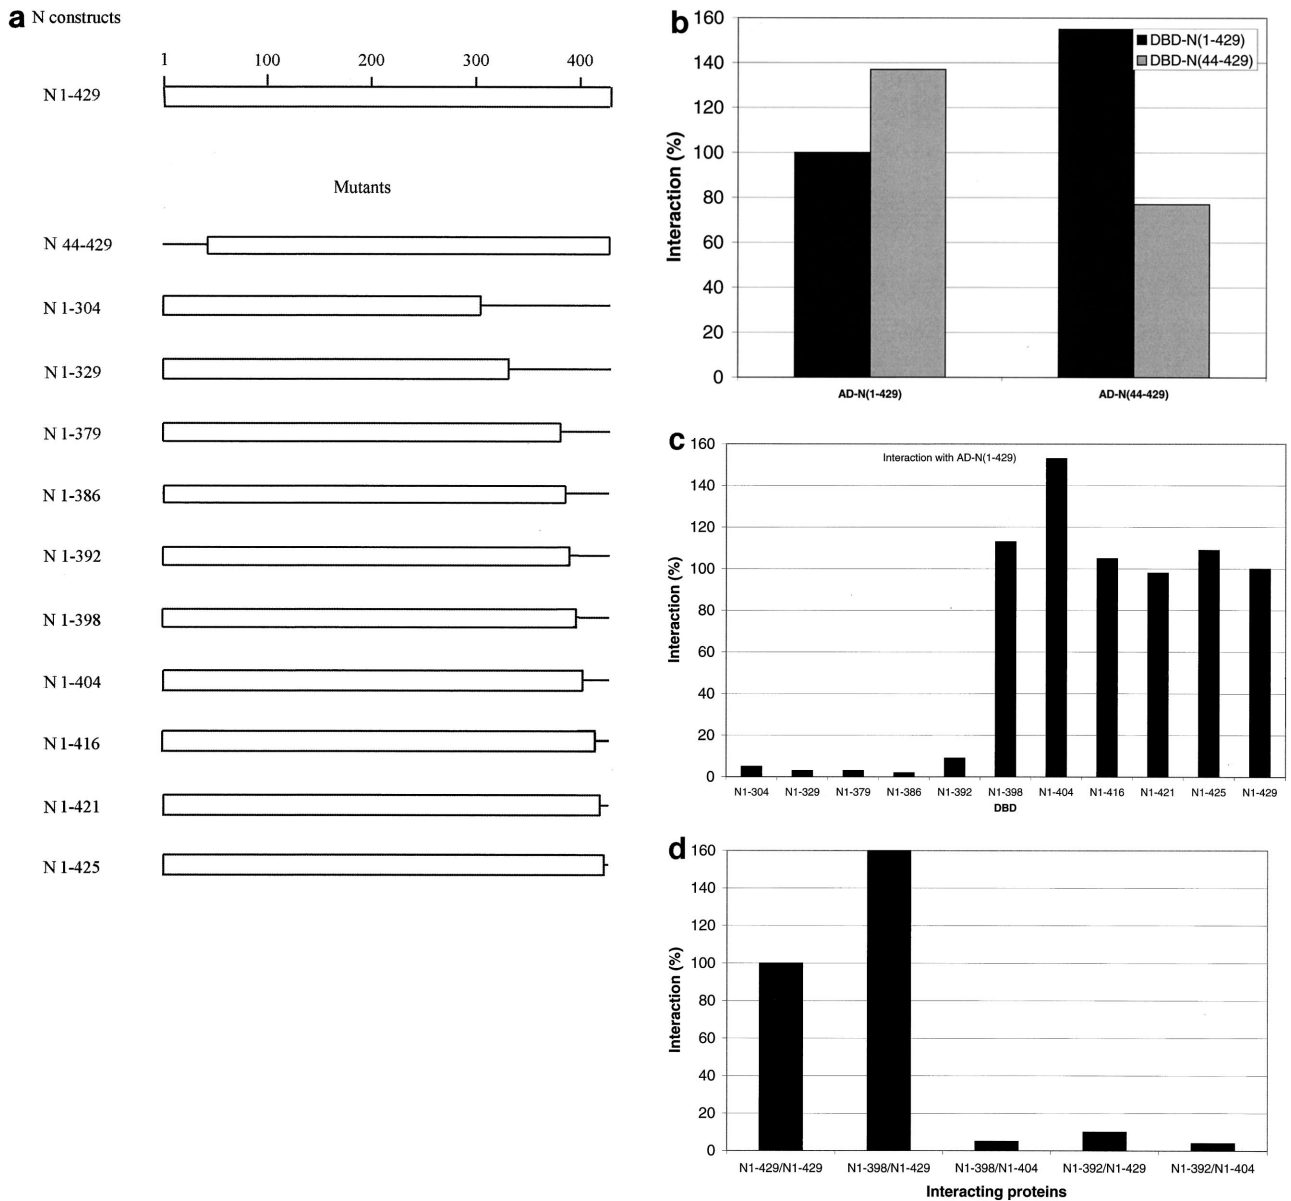 a N constructs
1 100 200 300 400
N 1-429
Mutants
N 44-429
N 1-304
N 1-329
N 1-379
N 1-386
N 1-392
N 1-398
N 1-404
N 1-416
N 1-421
N 1-425
b
Interaction (%)
160
140
120
100
80
60
40
20
0
DBD-N(1-429)
DBD-N(44-429)
AD-N(1-429) AD-N(44-429)
c
Interaction (%)
160
140
120
100
80
60
40
20
0
Interaction with AD-N(1-429)
N1-304 N1-329 N1-379 N1-386 N1-392 N1-398 N1-404 N1-416 N1-421 N1-425 N1-429
DBD
d
Interaction (%)
160
140
120
100
80
60
40
20
0
N1-429/N1-429 N1-398/N1-429 N1-398/N1-404 N1-392/N1-429 N1-392/N1-404
Interacting proteins